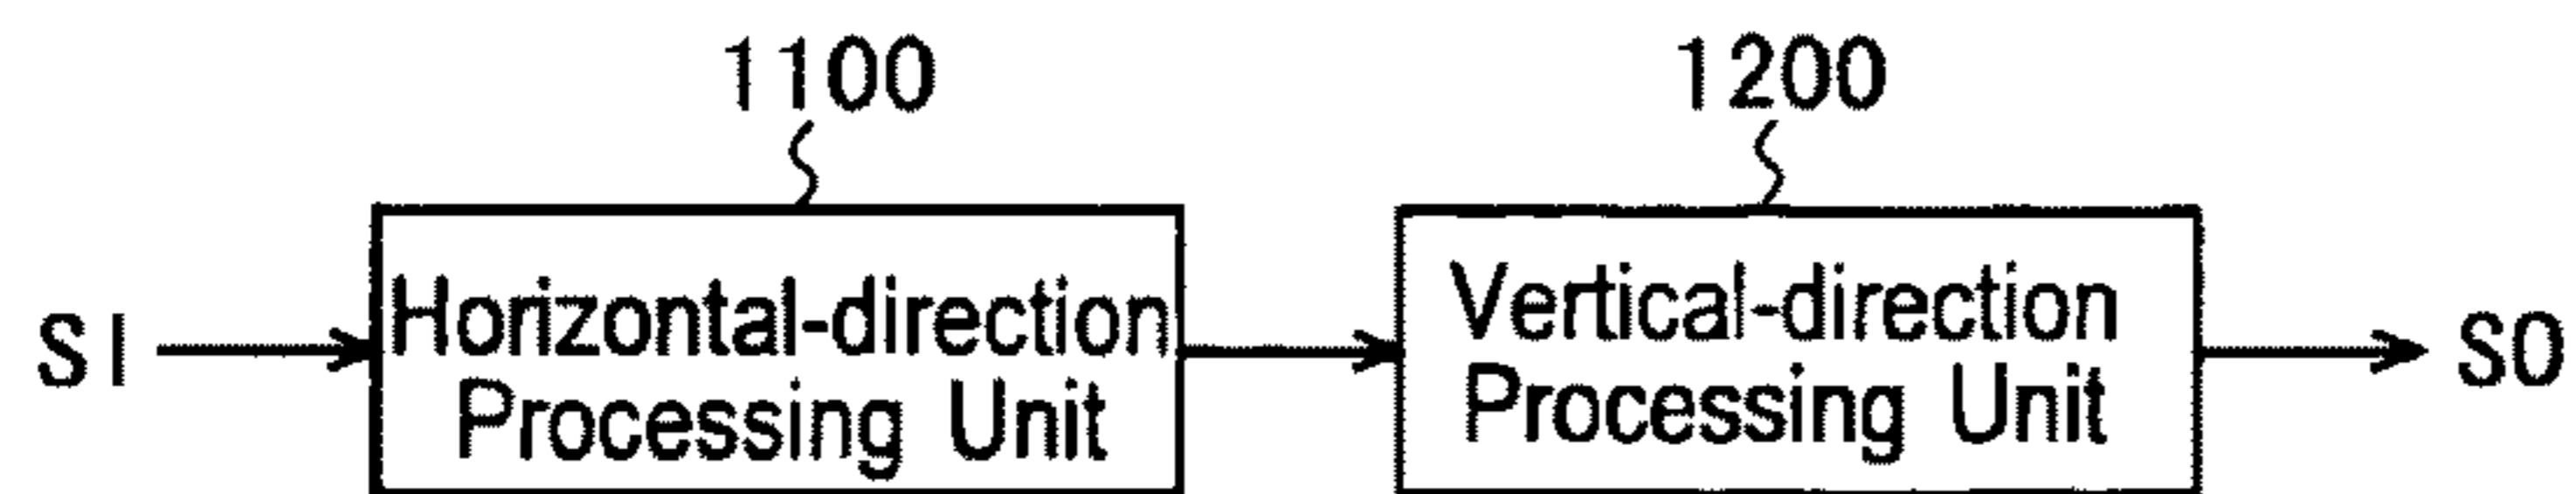 1100
1200
SI
Horizontal-direction
Processing Unit
Vertical-direction
Processing Unit
SO